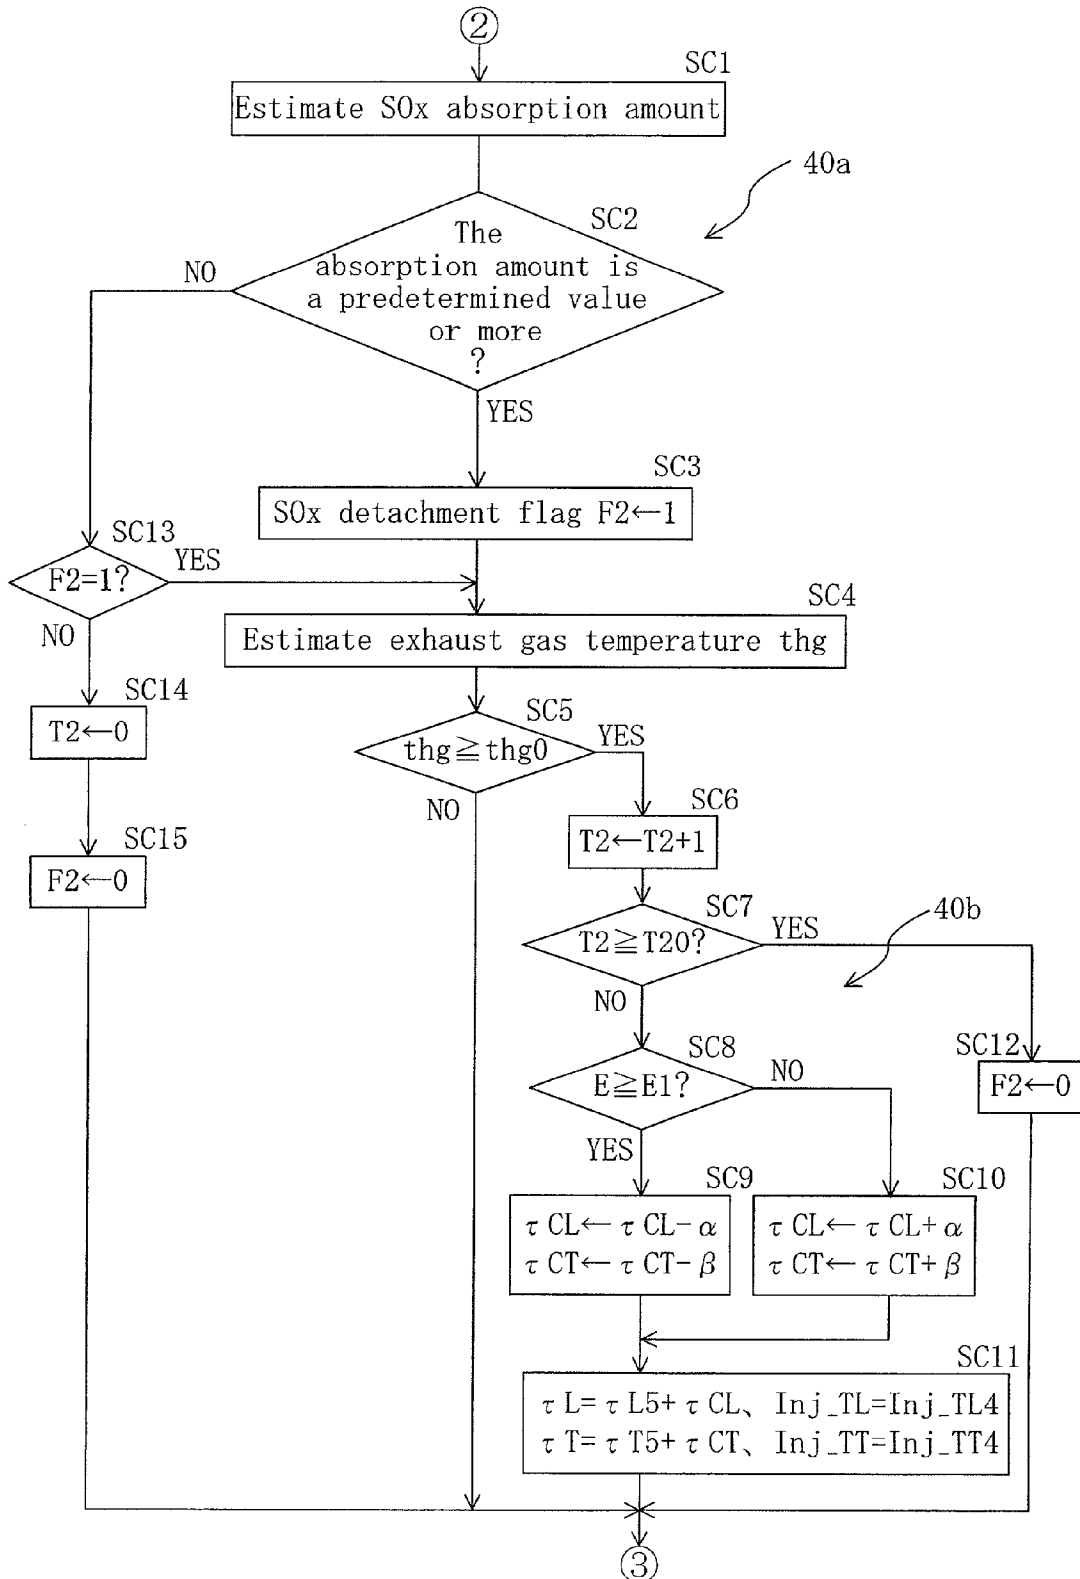 ②
SC1
Estimate SOx absorption amount
40a
SC2
The
absorption amount is
a predetermined value
or more
?
NO
YES
SC3
SOx detachment flag F2←1
SC13
F2=1?
YES
NO
SC4
Estimate exhaust gas temperature thg
SC14
T2←0
SC5
thg≧thg0
YES
NO
SC6
T2←T2+1
SC15
F2←0
SC7
T2≧T20?
YES
NO
40b
SC8
E≧E1?
NO
YES
SC12
F2←0
SC9
τ CL← τ CL- α
τ CT← τ CT- β
SC10
τ CL← τ CL+ α
τ CT← τ CT+ β
SC11
τ L= τ L5+ τ CL、 Inj_TL=Inj_TL4
τ T= τ T5+ τ CT、 Inj_TT=Inj_TT4
③